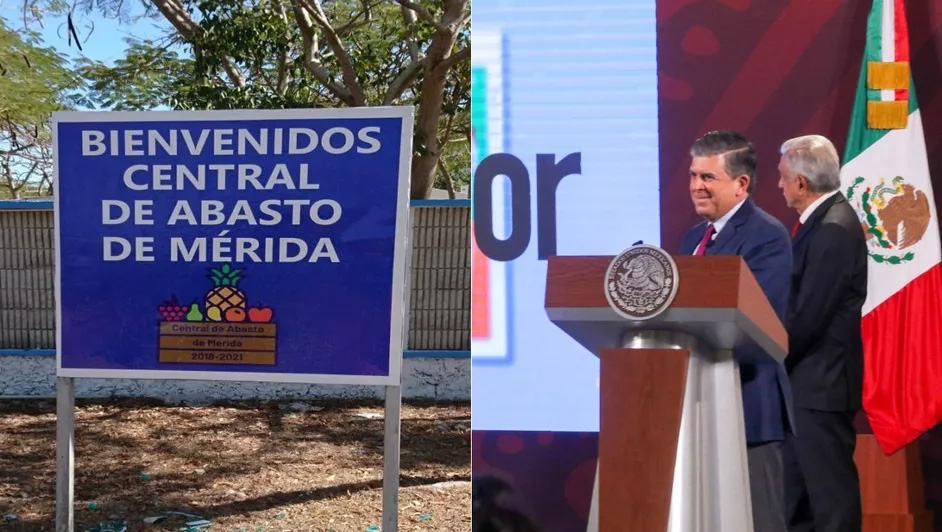 BIENVENIDOS
CENTRAL
DE ABASTO
DE MÉRIDA
Central de Abasto
de Mérida
2018-2021
or